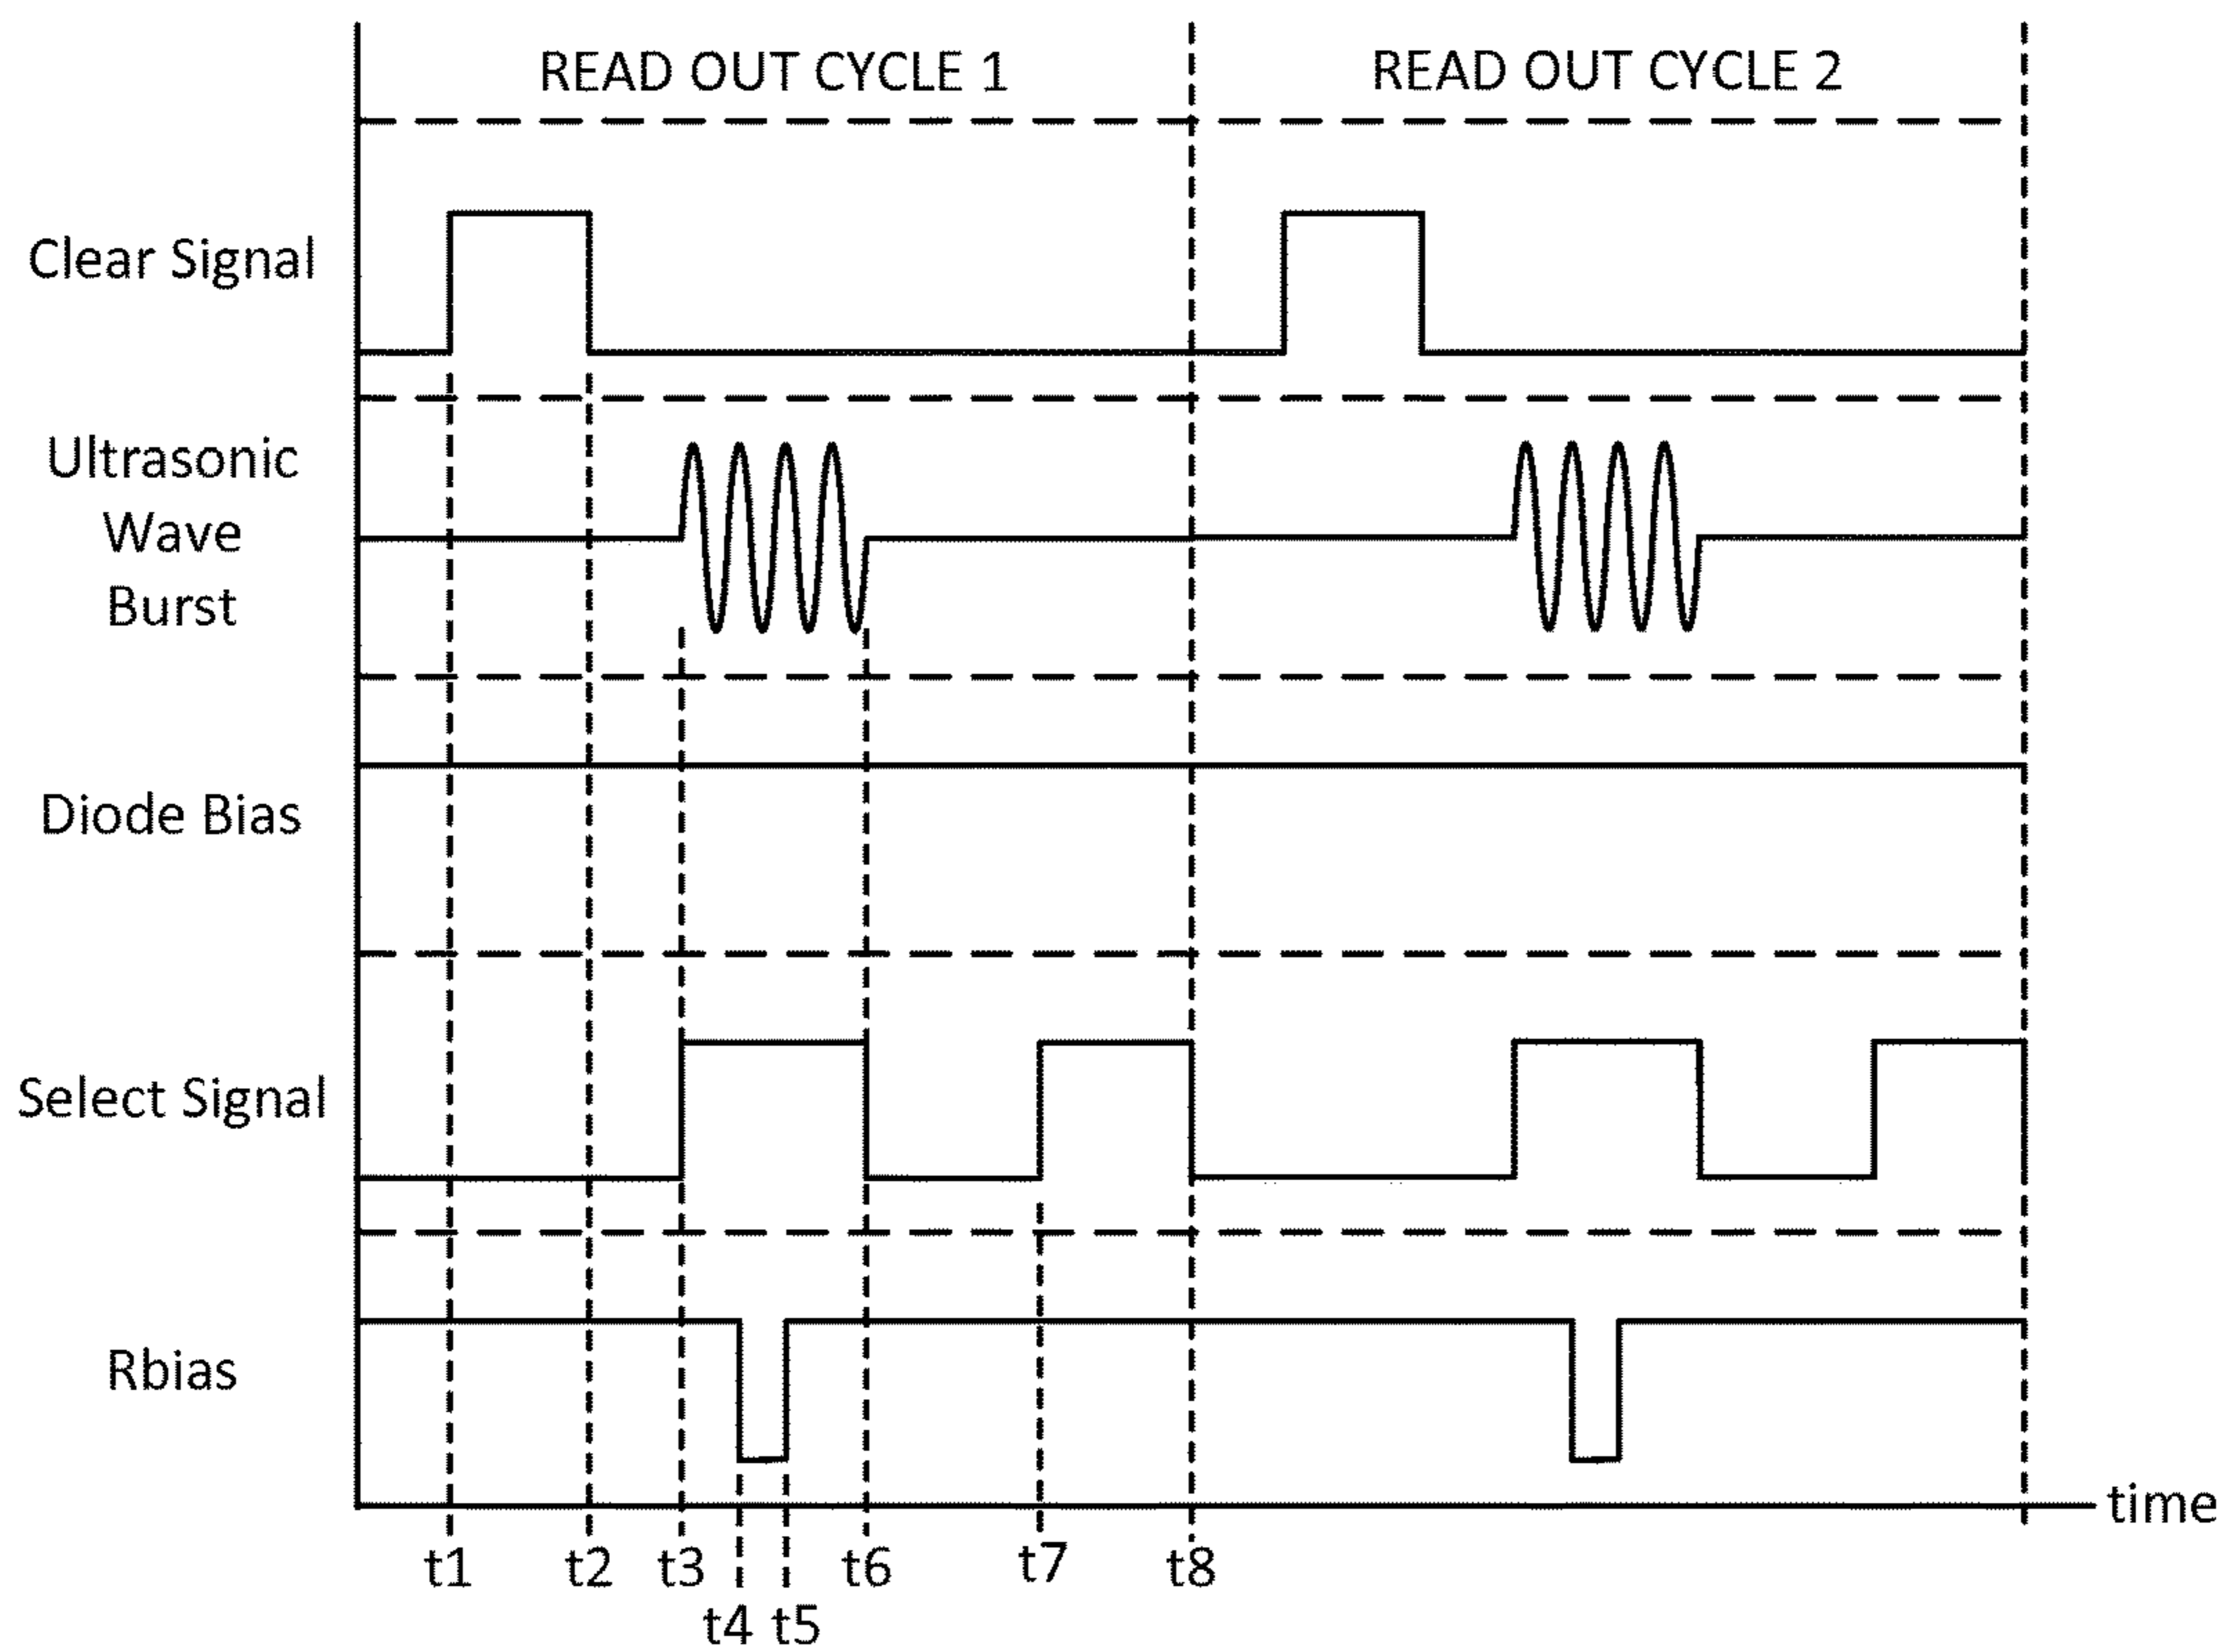 READ OUT CYCLE 1
READ OUT CYCLE 2
Clear Signal
Ultrasonic
Wave
Burst
Diode Bias
Select Signal
Rbias
time
t1
t2
t3
t6
t7
t8
t4
t5